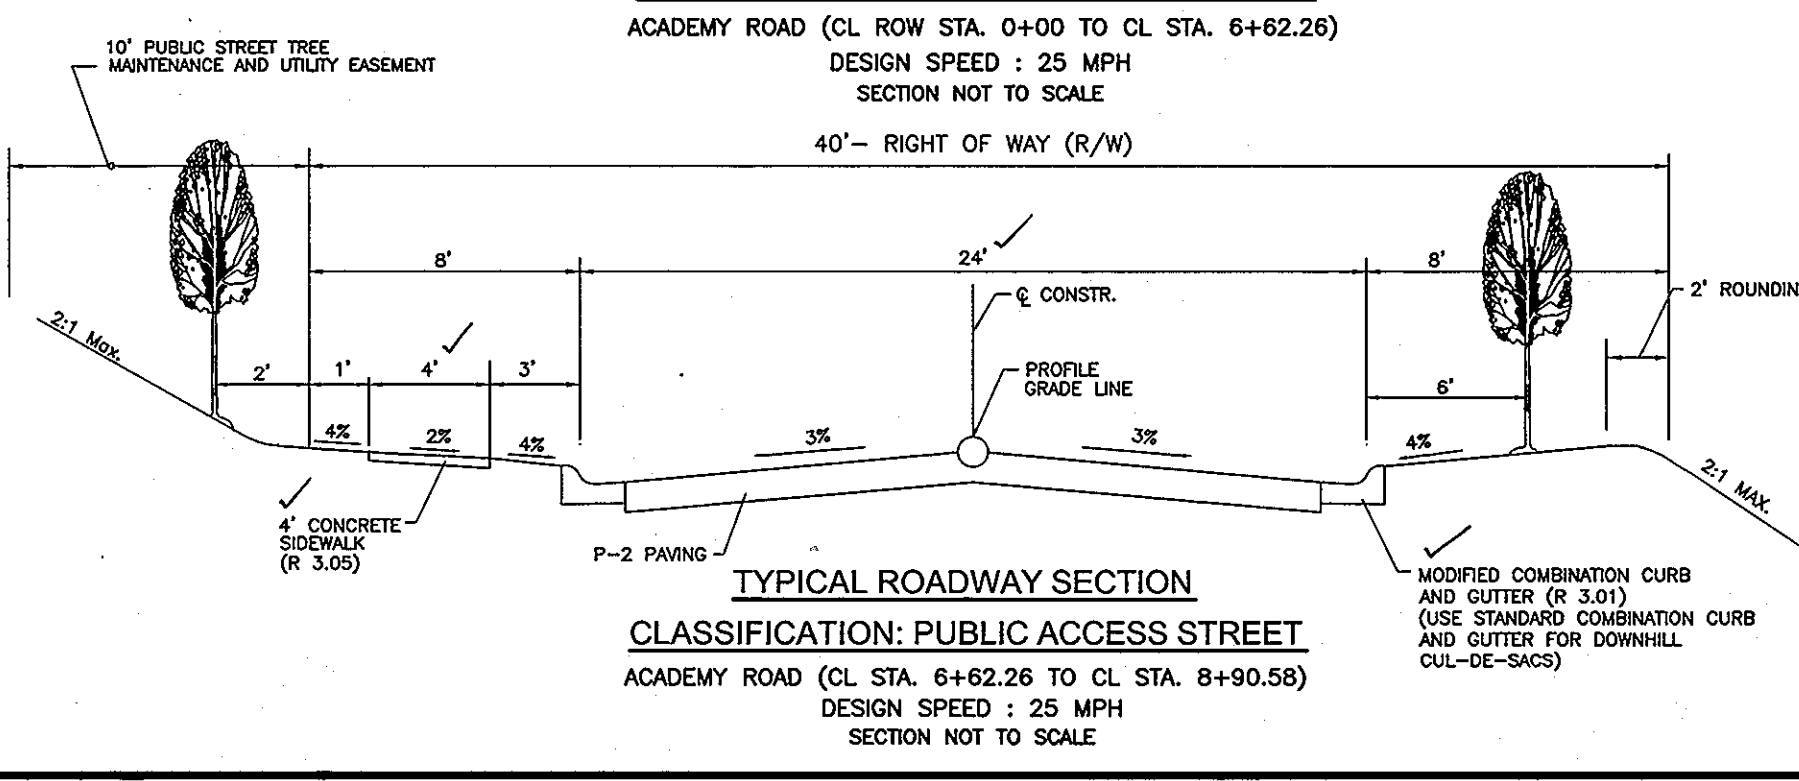 ACADEMY ROAD (CL ROW STA. 0+00 TO CL STA. 6+62.26)
DESIGN SPEED : 25 MPH
SECTION NOT TO SCALE
10' PUBLIC STREET TREE
MAINTENANCE AND UTILITY EASEMENT
40'- RIGHT OF WAY (R/W)
8'
24'
8'
℄ CONSTR.
2' ROUNDIN
2:1 Max.
2'
1'
4'
3'
PROFILE
GRADE LINE
6'
4%
2%
4%
3%
3%
4%
2:1 MAX.
4' CONCRETE
SIDEWALK
(R 3.05)
P-2 PAVING
MODIFIED COMBINATION CURB
AND GUTTER (R 3.01)
(USE STANDARD COMBINATION CURB
AND GUTTER FOR DOWNHILL
CUL-DE-SACS)
TYPICAL ROADWAY SECTION
CLASSIFICATION: PUBLIC ACCESS STREET
ACADEMY ROAD (CL STA. 6+62.26 TO CL STA. 8+90.58)
DESIGN SPEED : 25 MPH
SECTION NOT TO SCALE